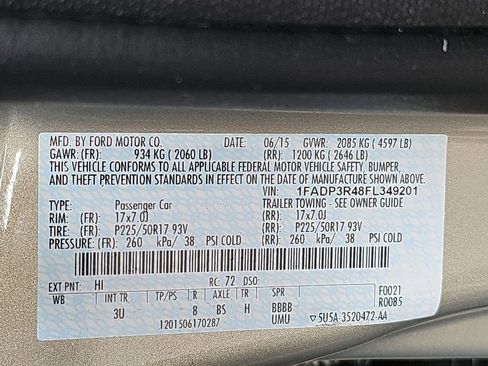 MFD. BY FORD MOTOR CO. DATE: 06/15 GVWR: 2085 KG ( 4597 LB)
GAWR: (FR): 934 KG ( 2060 LB) (RR): 1200 KG ( 2646 LB)
THIS VEHICLE CONFORMS TO ALL APPLICABLE FEDERAL MOTOR VEHICLE SAFETY, BUMPER,
AND THEFT PREVENTION STANDARDS IN EFFECT ON THE DATE OF MANUFACTURE SHOWN ABOVE.
VIN: 1FADP3R48FL349201
TYPE: Passenger Car TRAILER TOWING - SEE OWNER GUIDE
RIM: (FR): 17x7.0J (RR): 17x7.0J
TIRE: (FR): P225/50R17 93V (RR): P225/50R17 93V
PRESSURE: (FR): 260 kPa/ 38 PSI COLD (RR): 260 kPa/ 38 PSI COLD
EXT PNT: HI RC: 72 DSO: F0021
WB INT TR TP/PS R AXLE TR SPR R0085
3U 8 BS H BBBB
1201506170287 UMU 5U5A-3520472-AA